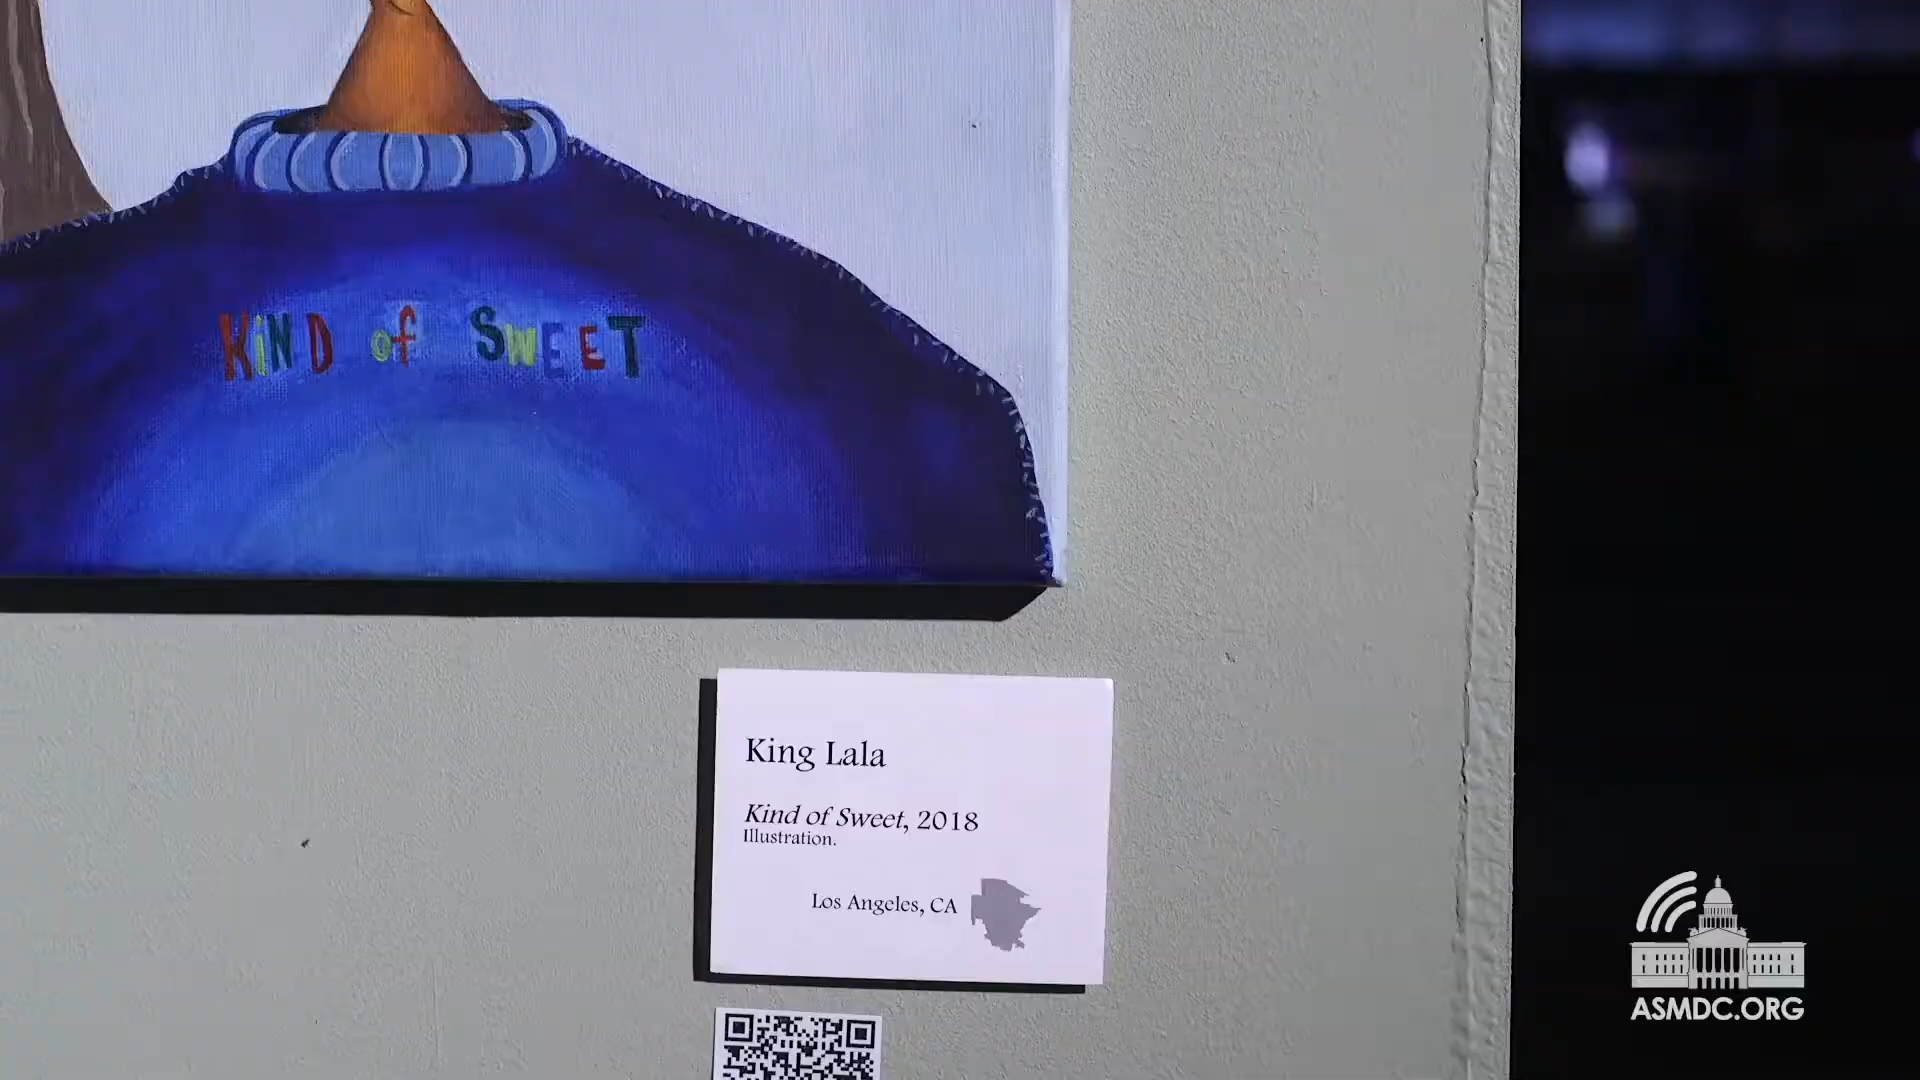 KiND of SWEET
King Lala
Kind of Sweet, 2018
Illustration.
Los Angeles, CA
ASMDC.ORG